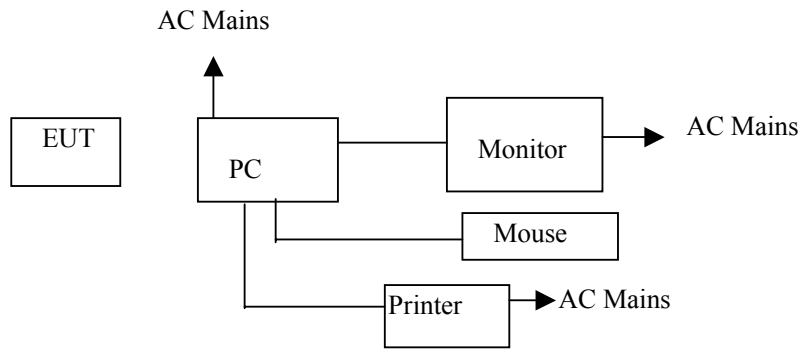 AC Mains
EUT
PC
Monitor
AC Mains
Mouse
Printer
AC Mains